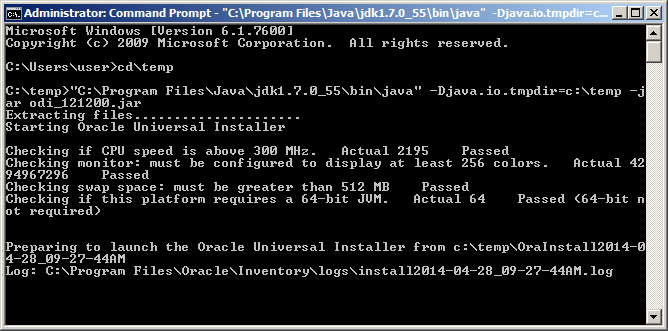 Administrator: Command Prompt - "C:\Program Files\Java\jdk1.7.0_55\bin\java" -Djava.io.tmpdir=c...
Microsoft Windows [Version 6.1.7600]
Copyright (c) 2009 Microsoft Corporation.  All rights reserved.
C:\Users\user>cd\temp
C:\temp>"C:\Program Files\Java\jdk1.7.0_55\bin\java" -Djava.io.tmpdir=c:\temp -j
ar odi_121200.jar
Extracting files......................
Starting Oracle Universal Installer
Checking if CPU speed is above 300 MHz.   Actual 2195    Passed
Checking monitor: must be configured to display at least 256 colors.   Actual 42
94967296    Passed
Checking swap space: must be greater than 512 MB    Passed
Checking if this platform requires a 64-bit JVM.   Actual 64    Passed (64-bit n
ot required)
Preparing to launch the Oracle Universal Installer from c:\temp\OraInstall2014-0
4-28_09-27-44AM
Log: C:\Program Files\Oracle\Inventory\logs\install2014-04-28_09-27-44AM.log